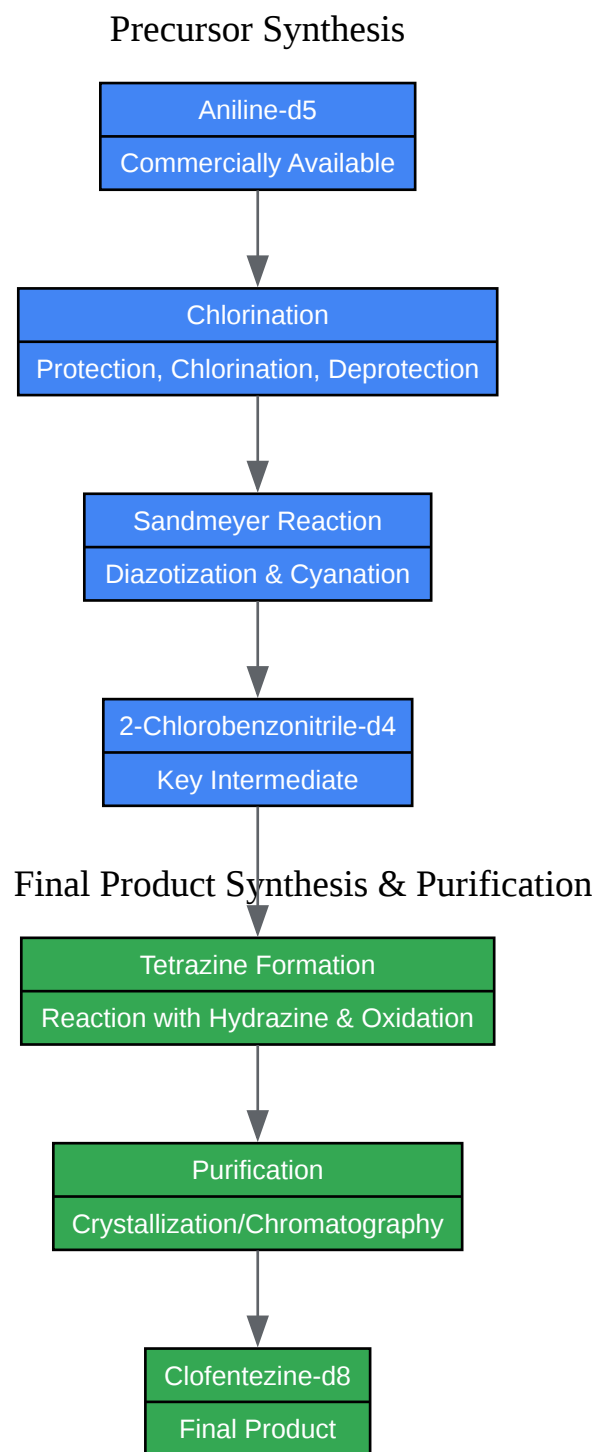 Precursor Synthesis
Aniline-d5
Commercially Available
Chlorination
Protection, Chlorination, Deprotection
Sandmeyer Reaction
Diazotization & Cyanation
2-Chlorobenzonitrile-d4
Key Intermediate
Final Product Synthesis & Purification
Tetrazine Formation
Reaction with Hydrazine & Oxidation
Purification
Crystallization/Chromatography
Clofentezine-d8
Final Product